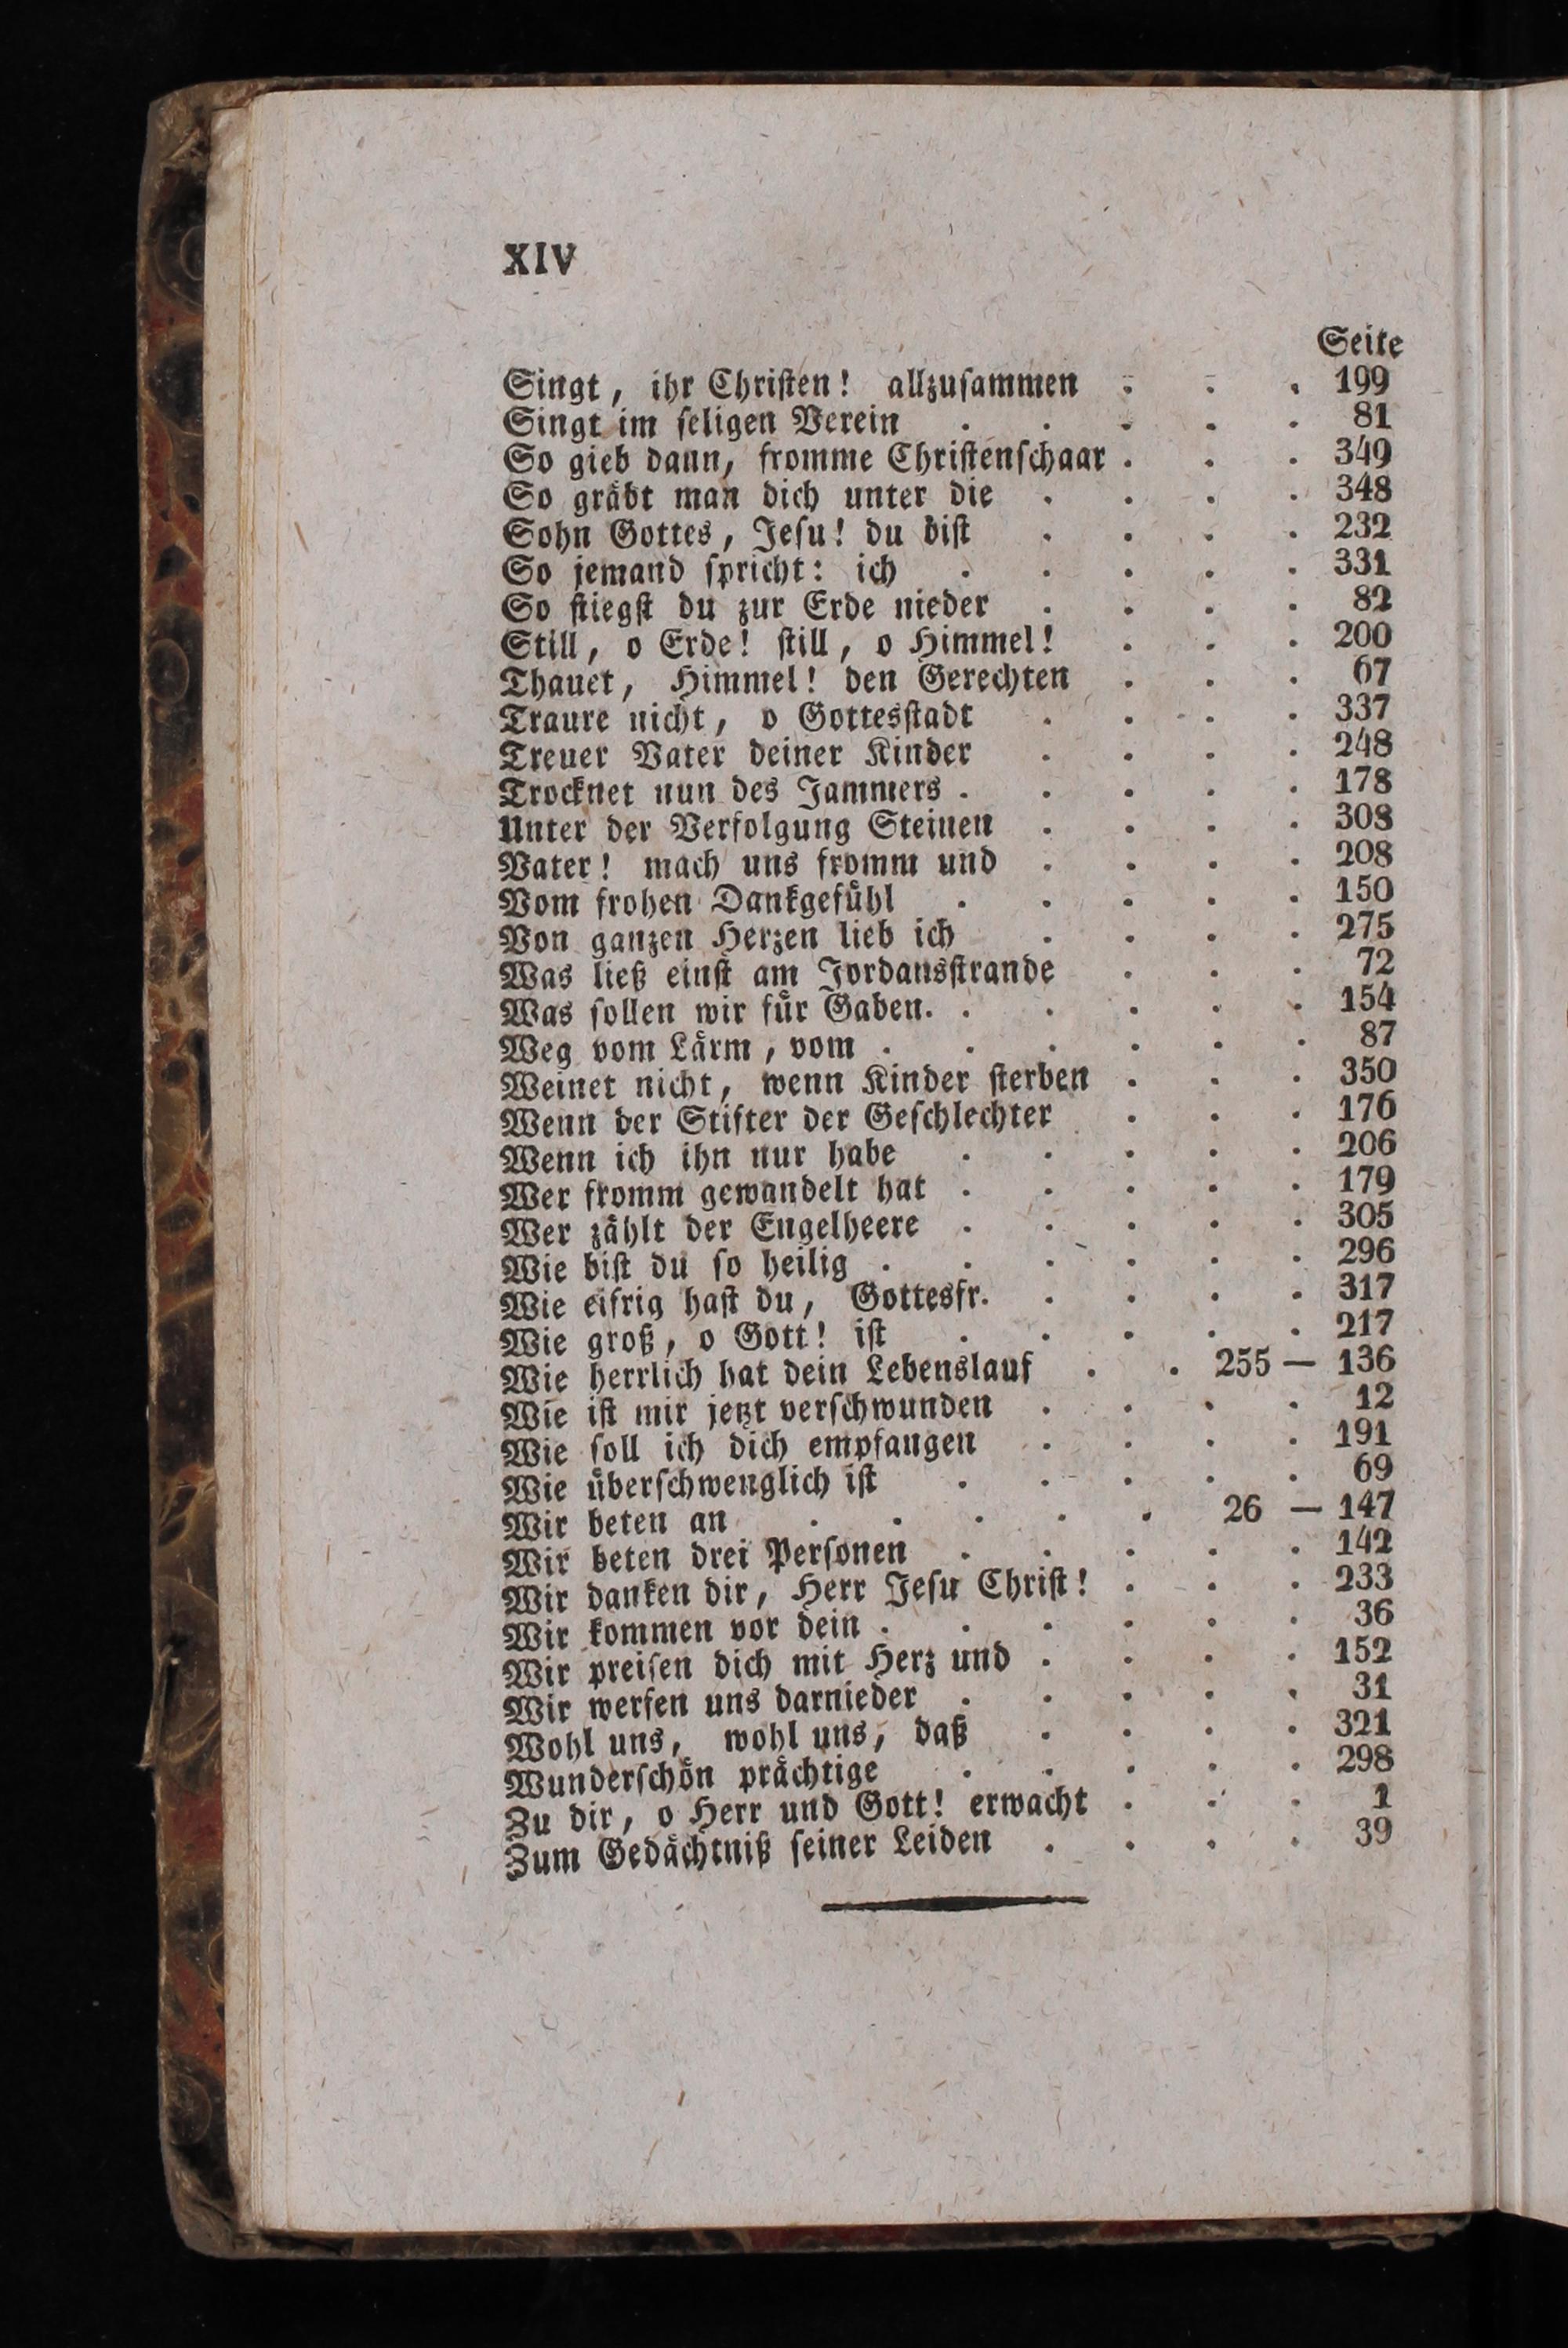 XIV
Seite
Singt, ihr Chriſten! allzuſammen . . . 199
Singt im ſeligen Verein . . . . . 81
So gieb dann, fromme Chriſtenſchaar . . . 349
So gräbt man dich unter die . . . . 348
Sohn Gottes, Jeſu! du biſt . . . . 232
So jemand ſpricht: ich . . . . . 331
So ſtiegſt du zur Erde nieder . . . . 82
Still, o Erde! ſtill, o Himmel! . . . 200
Thauet, Himmel! den Gerechten . . . 67
Traure nicht, o Gottesſtadt . . . . 337
Treuer Vater deiner Kinder . . . . 248
Trocknet nun des Jammers . . . . . 178
Unter der Verfolgung Steinen . . . . 308
Vater! mach uns fromm und . . . . 208
Vom frohen Dankgefühl . . . . . 150
Von ganzen Herzen lieb ich . . . . 275
Was ließ einſt am Jordansſtrande . . . 72
Was ſollen wir für Gaben. . . . . . 154
Weg vom Lärm, vom . . . . . . 87
Weinet nicht, wenn Kinder ſterben . . . 350
Wenn der Stifter der Geſchlechter . . . 176
Wenn ich ihn nur habe . . . . . 206
Wer fromm gewandelt hat . . . . . 179
Wer zählt der Engelheere . . . . . 305
Wie biſt du ſo heilig . . . . . . 296
Wie eifrig haſt du, Gottesfr. . . . . 317
Wie groß, o Gott! iſt . . . . . 217
Wie herrlich hat dein Lebenslauf . . 255 — 136
Wie iſt mir jetzt verſchwunden . . . . 12
Wie ſoll ich dich empfangen . . . . 191
Wie überſchwenglich iſt . . . . . 69
Wir beten an . . . . . 26 — 147
Wir beten drei Perſonen . . . . . 142
Wir danken dir, Herr Jeſu Chriſt! . . . 233
Wir kommen vor dein . . . . . . 36
Wir preiſen dich mit Herz und . . . . 152
Wir werfen uns darnieder . . . . . 31
Wohl uns, wohl uns, daß . . . . 321
Wunderſchön prächtige . . . . . 298
Zu dir, o Herr und Gott! erwacht . . . 1
Zum Gedächtniß ſeiner Leiden . . . . 39